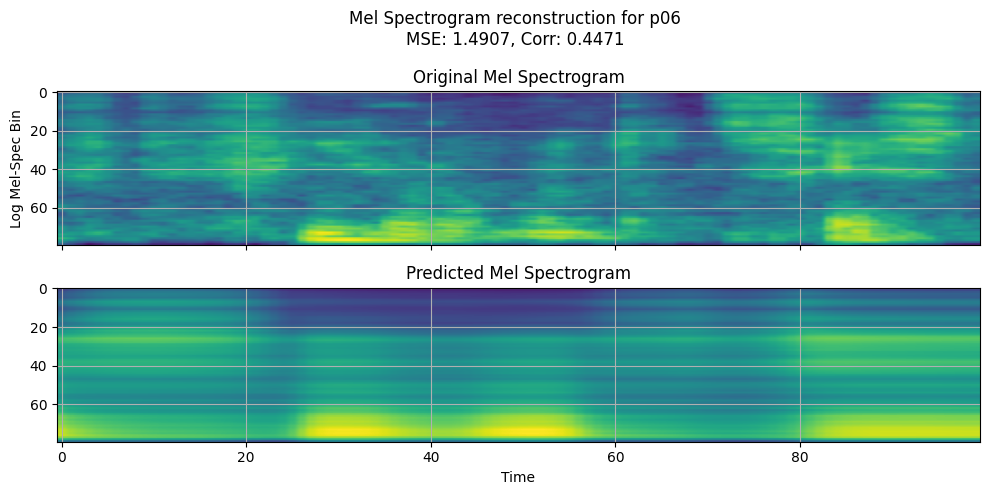 Mel Spectrogram reconstruction for p06
MSE: 1.4907, Corr: 0.4471
Original Mel Spectrogram
0
20
40
60
Log Mel-Spec Bin
Predicted Mel Spectrogram
0
20
40
60
0 20 40 60 80
Time